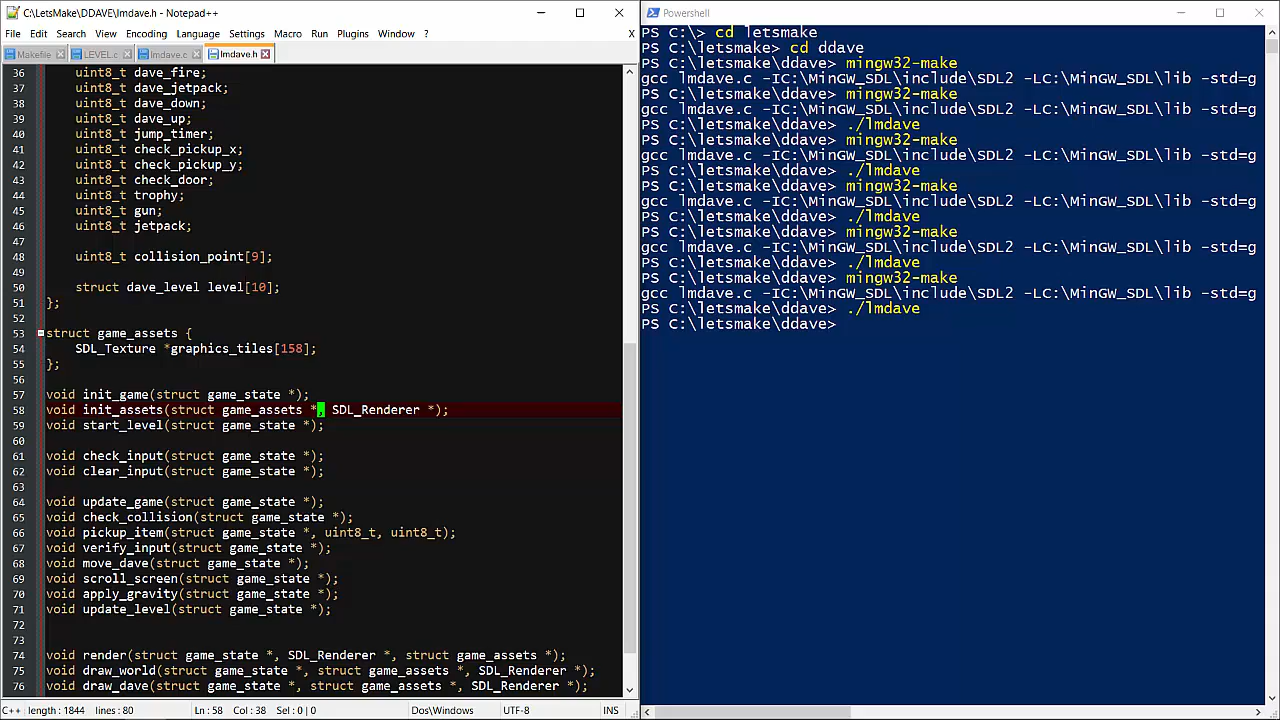 C:\LetsMake\DDAVE\lmdave.h - Notepad++
File Edit Search View Encoding Language Settings Macro Run Plugins Window ? X
Makefile LEVEL.c lmdave.c lmdave.h
36 uint8_t dave_fire;
37 uint8_t dave_jetpack;
38 uint8_t dave_down;
39 uint8_t dave_up;
40 uint8_t jump_timer;
41 uint8_t check_pickup_x;
42 uint8_t check_pickup_y;
43 uint8_t check_door;
44 uint8_t trophy;
45 uint8_t gun;
46 uint8_t jetpack;
47
48 uint8_t collision_point[9];
49
50 struct dave_level level[10];
51 };
52
53 struct game_assets {
54 SDL_Texture *graphics_tiles[158];
55 };
56
57 void init_game(struct game_state *);
58 void init_assets(struct game_assets *, SDL_Renderer *);
59 void start_level(struct game_state *);
60
61 void check_input(struct game_state *);
62 void clear_input(struct game_state *);
63
64 void update_game(struct game_state *);
65 void check_collision(struct game_state *);
66 void pickup_item(struct game_state *, uint8_t, uint8_t);
67 void verify_input(struct game_state *);
68 void move_dave(struct game_state *);
69 void scroll_screen(struct game_state *);
70 void apply_gravity(struct game_state *);
71 void update_level(struct game_state *);
72
73
74 void render(struct game_state *, SDL_Renderer *, struct game_assets *);
75 void draw_world(struct game_state *, struct game_assets *, SDL_Renderer *);
76 void draw_dave(struct game_state *, struct game_assets *, SDL_Renderer *);
C++ length : 1844 lines : 80 Ln : 58 Col : 38 Sel : 0 | 0 Dos\Windows UTF-8 INS
Powershell
PS C:\> cd letsmake
PS C:\letsmake> cd ddave
PS C:\letsmake\ddave> mingw32-make
gcc lmdave.c -IC:\MinGW_SDL\include\SDL2 -LC:\MinGW_SDL\lib -std=g
PS C:\letsmake\ddave> mingw32-make
gcc lmdave.c -IC:\MinGW_SDL\include\SDL2 -LC:\MinGW_SDL\lib -std=g
PS C:\letsmake\ddave> ./lmdave
PS C:\letsmake\ddave> mingw32-make
gcc lmdave.c -IC:\MinGW_SDL\include\SDL2 -LC:\MinGW_SDL\lib -std=g
PS C:\letsmake\ddave> ./lmdave
PS C:\letsmake\ddave> mingw32-make
gcc lmdave.c -IC:\MinGW_SDL\include\SDL2 -LC:\MinGW_SDL\lib -std=g
PS C:\letsmake\ddave> ./lmdave
PS C:\letsmake\ddave> mingw32-make
gcc lmdave.c -IC:\MinGW_SDL\include\SDL2 -LC:\MinGW_SDL\lib -std=g
PS C:\letsmake\ddave> ./lmdave
PS C:\letsmake\ddave> mingw32-make
gcc lmdave.c -IC:\MinGW_SDL\include\SDL2 -LC:\MinGW_SDL\lib -std=g
PS C:\letsmake\ddave> ./lmdave
PS C:\letsmake\ddave>